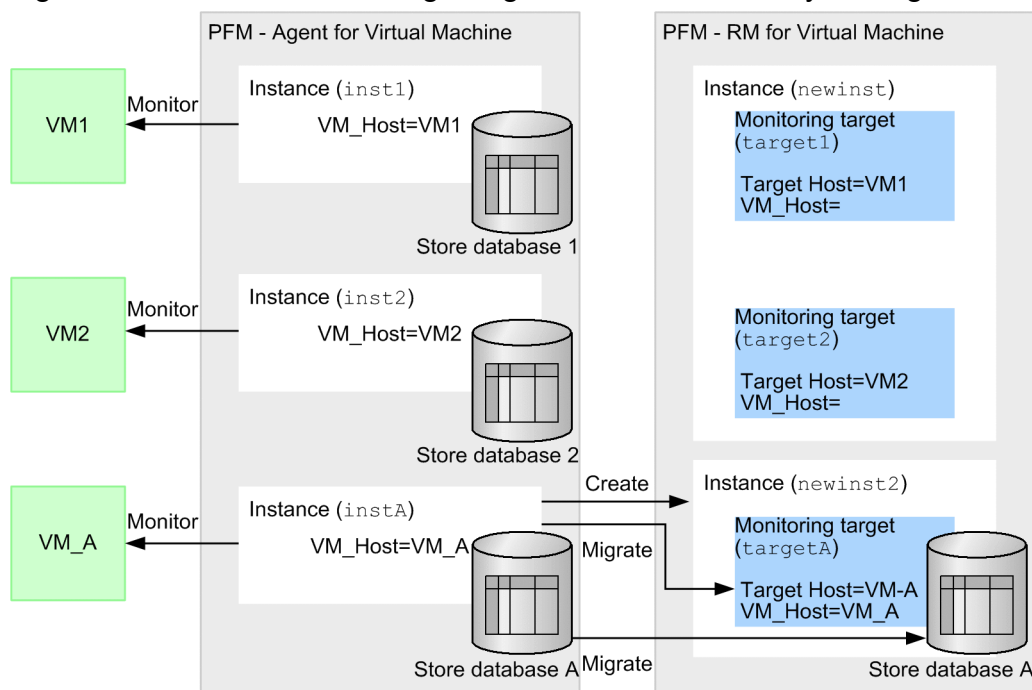 PFM - Agent for Virtual Machine
PFM - RM for Virtual Machine
VM1
Monitor
Instance (inst1)
VM_Host=VM1
Store database 1
Instance (newinst)
Monitoring target
(target1)
Target Host=VM1
VM_Host=
VM2
Monitor
Instance (inst2)
VM_Host=VM2
Store database 2
Monitoring target
(target2)
Target Host=VM2
VM_Host=
VM_A
Monitor
Instance (instA)
VM_Host=VM_A
Store database A
Create
Migrate
Migrate
Instance (newinst2)
Monitoring target
(targetA)
Target Host=VM-A
VM_Host=VM_A
Store database A